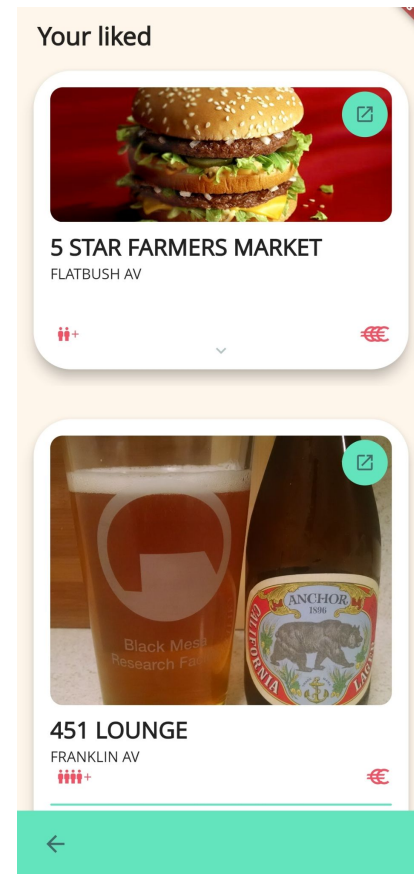 Your liked
5 STAR FARMERS MARKET
FLATBUSH AV
+
€€€
451 LOUNGE
FRANKLIN AV
+
€€
Black Mesa
Research Fac
ANCHOR
1896
CALIFORNIA
LAGER